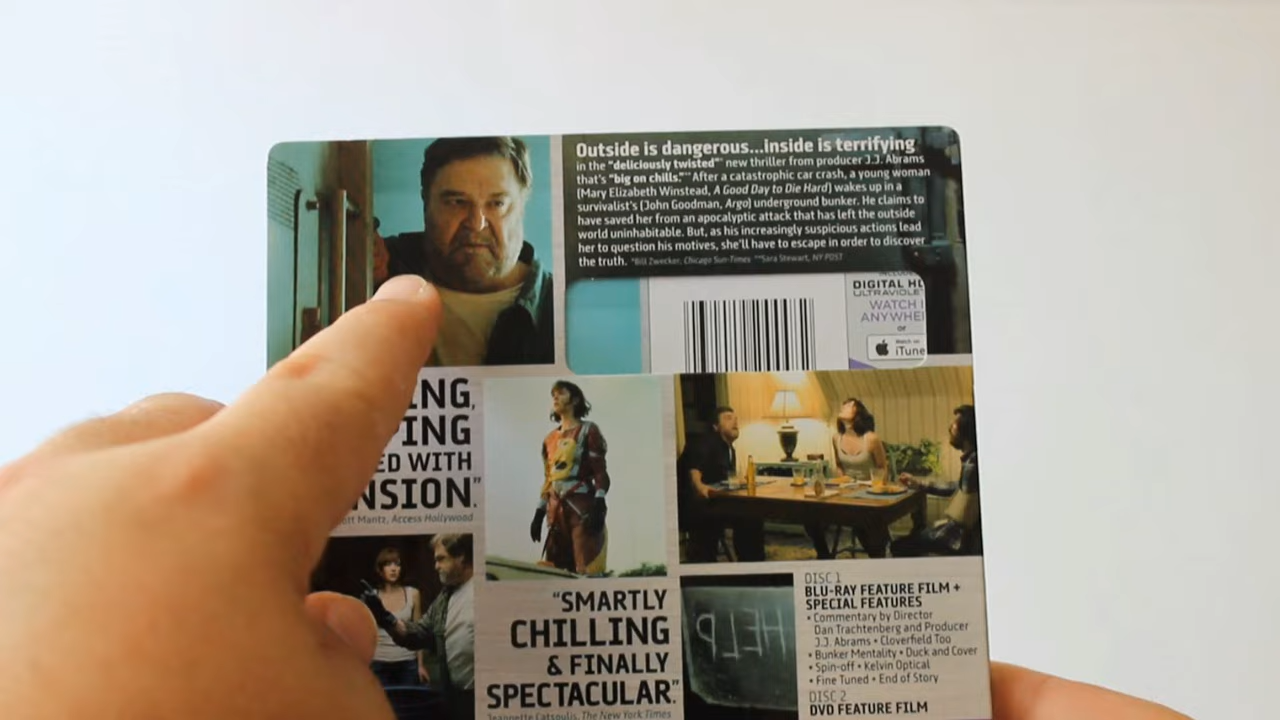 Outside is dangerous...inside is terrifying
in the "deliciously twisted"* new thriller from producer J.J. Abrams
that's "big on chills."** After a catastrophic car crash, a young woman
(Mary Elizabeth Winstead, A Good Day to Die Hard) wakes up in a
survivalist's (John Goodman, Argo) underground bunker. He claims to
have saved her from an apocalyptic attack that has left the outside
world uninhabitable. But, as his increasingly suspicious actions lead
her to question his motives, she'll have to escape in order to discover
the truth. *Bill Zwecker, Chicago Sun-Times **Sara Stewart, NY POST
DIGITAL
ULTRAVIOLET
WATCH
or
Watch on
iTune
ING,
PING
ED WITH
NSION."
Mantz, Access Hollywood
"SMARTLY
CHILLING
& FINALLY
SPECTACULAR."
Jeannette Catsoulis, The New York Times
HELP
DISC 1
BLU-RAY FEATURE FILM +
SPECIAL FEATURES
• Commentary by Director
Dan Trachtenberg and Producer
J.J. Abrams • Cloverfield Too
• Bunker Mentality • Duck and Cover
• Spin-off • Kelvin Optical
• Fine Tuned • End of Story
DISC 2
DVD FEATURE FILM